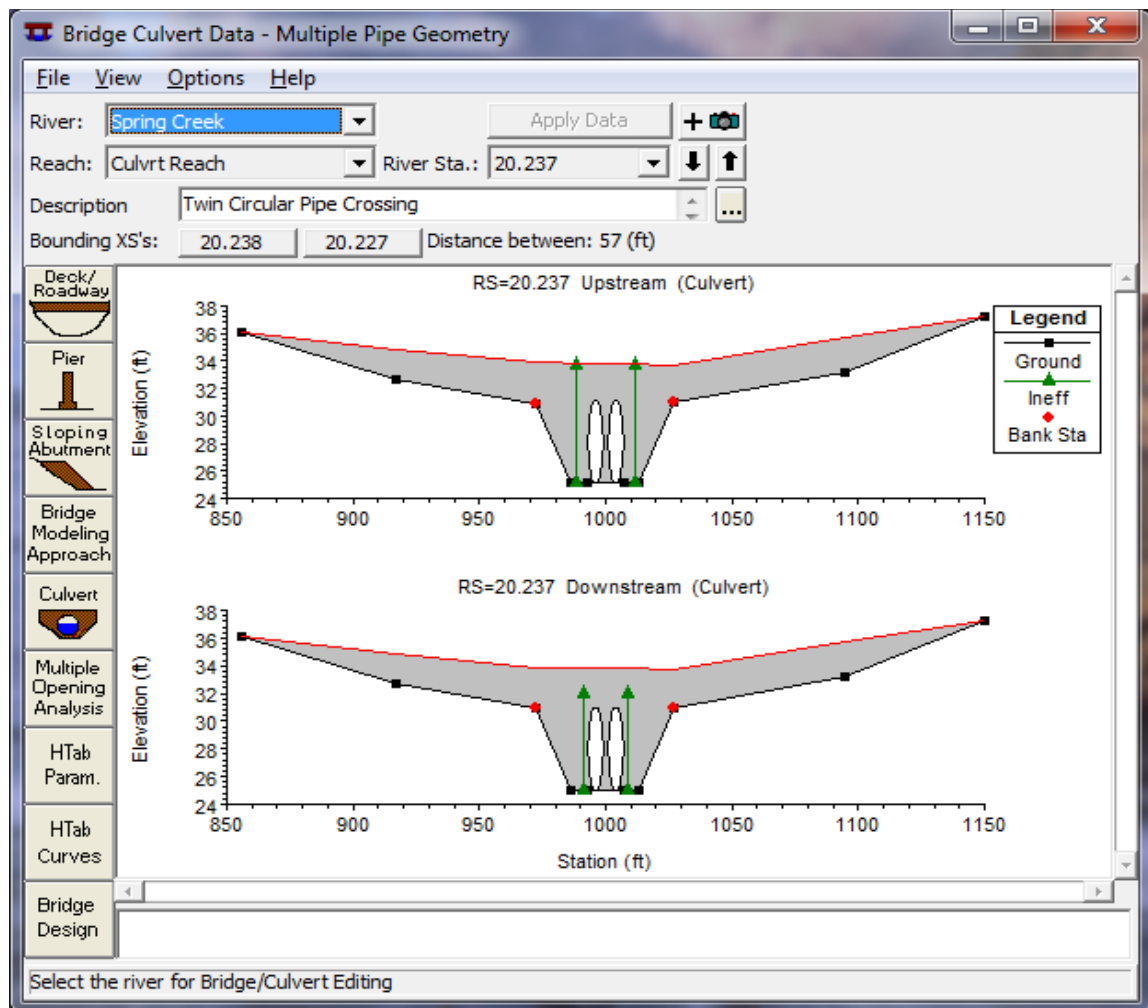 Bridge Culvert Data - Multiple Pipe Geometry
File View Options Help
River: Spring Creek Apply Data +
Reach: Culvrt Reach River Sta.: 20.237
Description Twin Circular Pipe Crossing ...
Bounding XS's: 20.238 20.227 Distance between: 57 (ft)
Deck/
Roadway
Pier
Sloping
Abutment
Bridge
Modeling
Approach
Culvert
Multiple
Opening
Analysis
HTab
Param.
HTab
Curves
Bridge
Design
RS=20.237 Upstream (Culvert)
38
36
34
32
30
28
26
24
Elevation (ft)
850 900 950 1000 1050 1100 1150
Legend
Ground
Ineff
Bank Sta
RS=20.237 Downstream (Culvert)
38
36
34
32
30
28
26
24
Elevation (ft)
850 900 950 1000 1050 1100 1150
Station (ft)
Select the river for Bridge/Culvert Editing